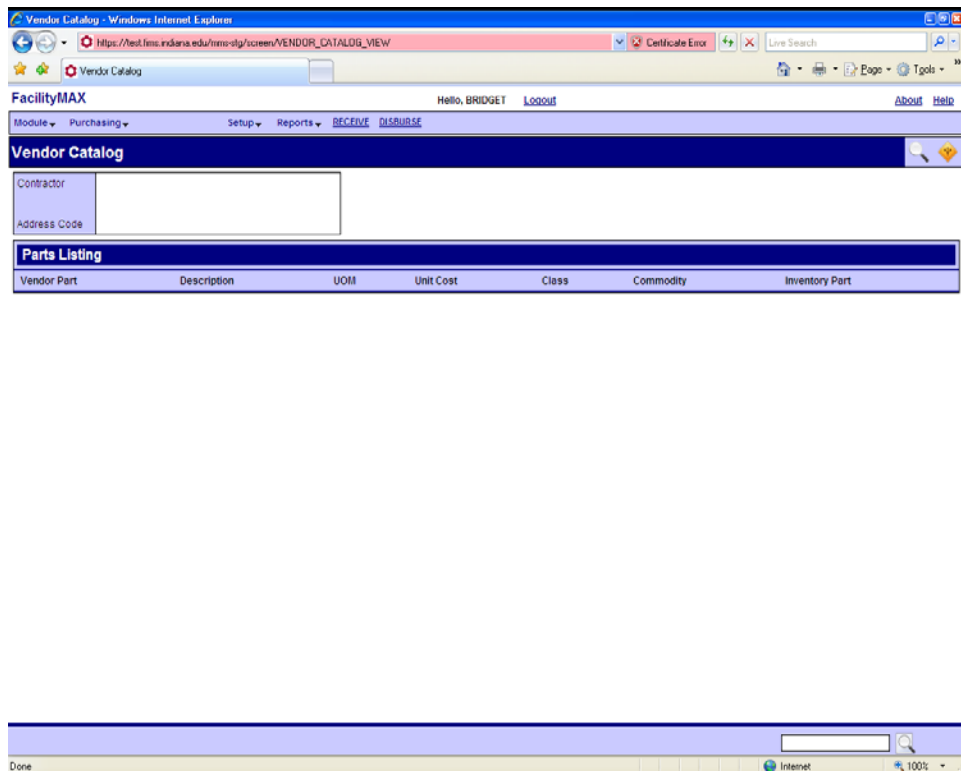 Vendor Catalog - Windows Internet Explorer
https://test.fms.indiana.edu/mms-stg/screen/VENDOR_CATALOG_VIEW Certificate Error Live Search
Vendor Catalog Page Tools
FacilityMAX Hello, BRIDGET Logout About Help
Module Purchasing Setup Reports RECEIVE DISBURSE
Vendor Catalog
Contractor
Address Code
Parts Listing
Vendor Part Description UOM Unit Cost Class Commodity Inventory Part
Done Internet 100%